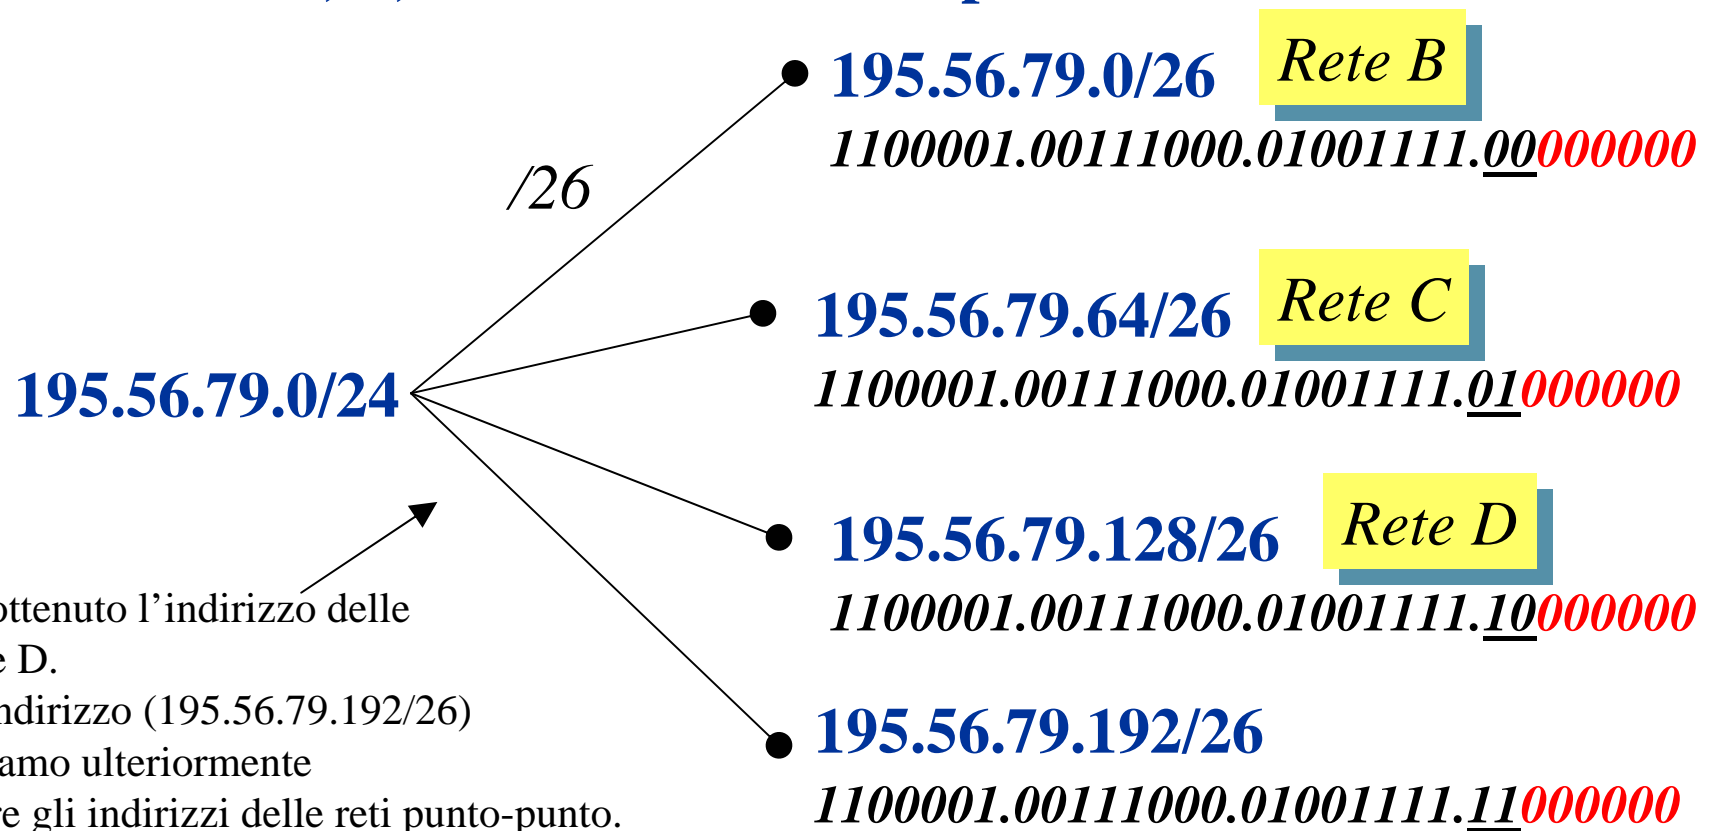 195.56.79.0/26 Rete B
1100001.00111000.01001111.00000000
/26
195.56.79.64/26 Rete C
1100001.00111000.01001111.01000000
195.56.79.0/24
195.56.79.128/26 Rete D
1100001.00111000.01001111.10000000
ottenuto l’indirizzo delle
e D.
ndirizzo (195.56.79.192/26)
amo ulteriormente
re gli indirizzi delle reti punto-punto.
195.56.79.192/26
1100001.00111000.01001111.11000000